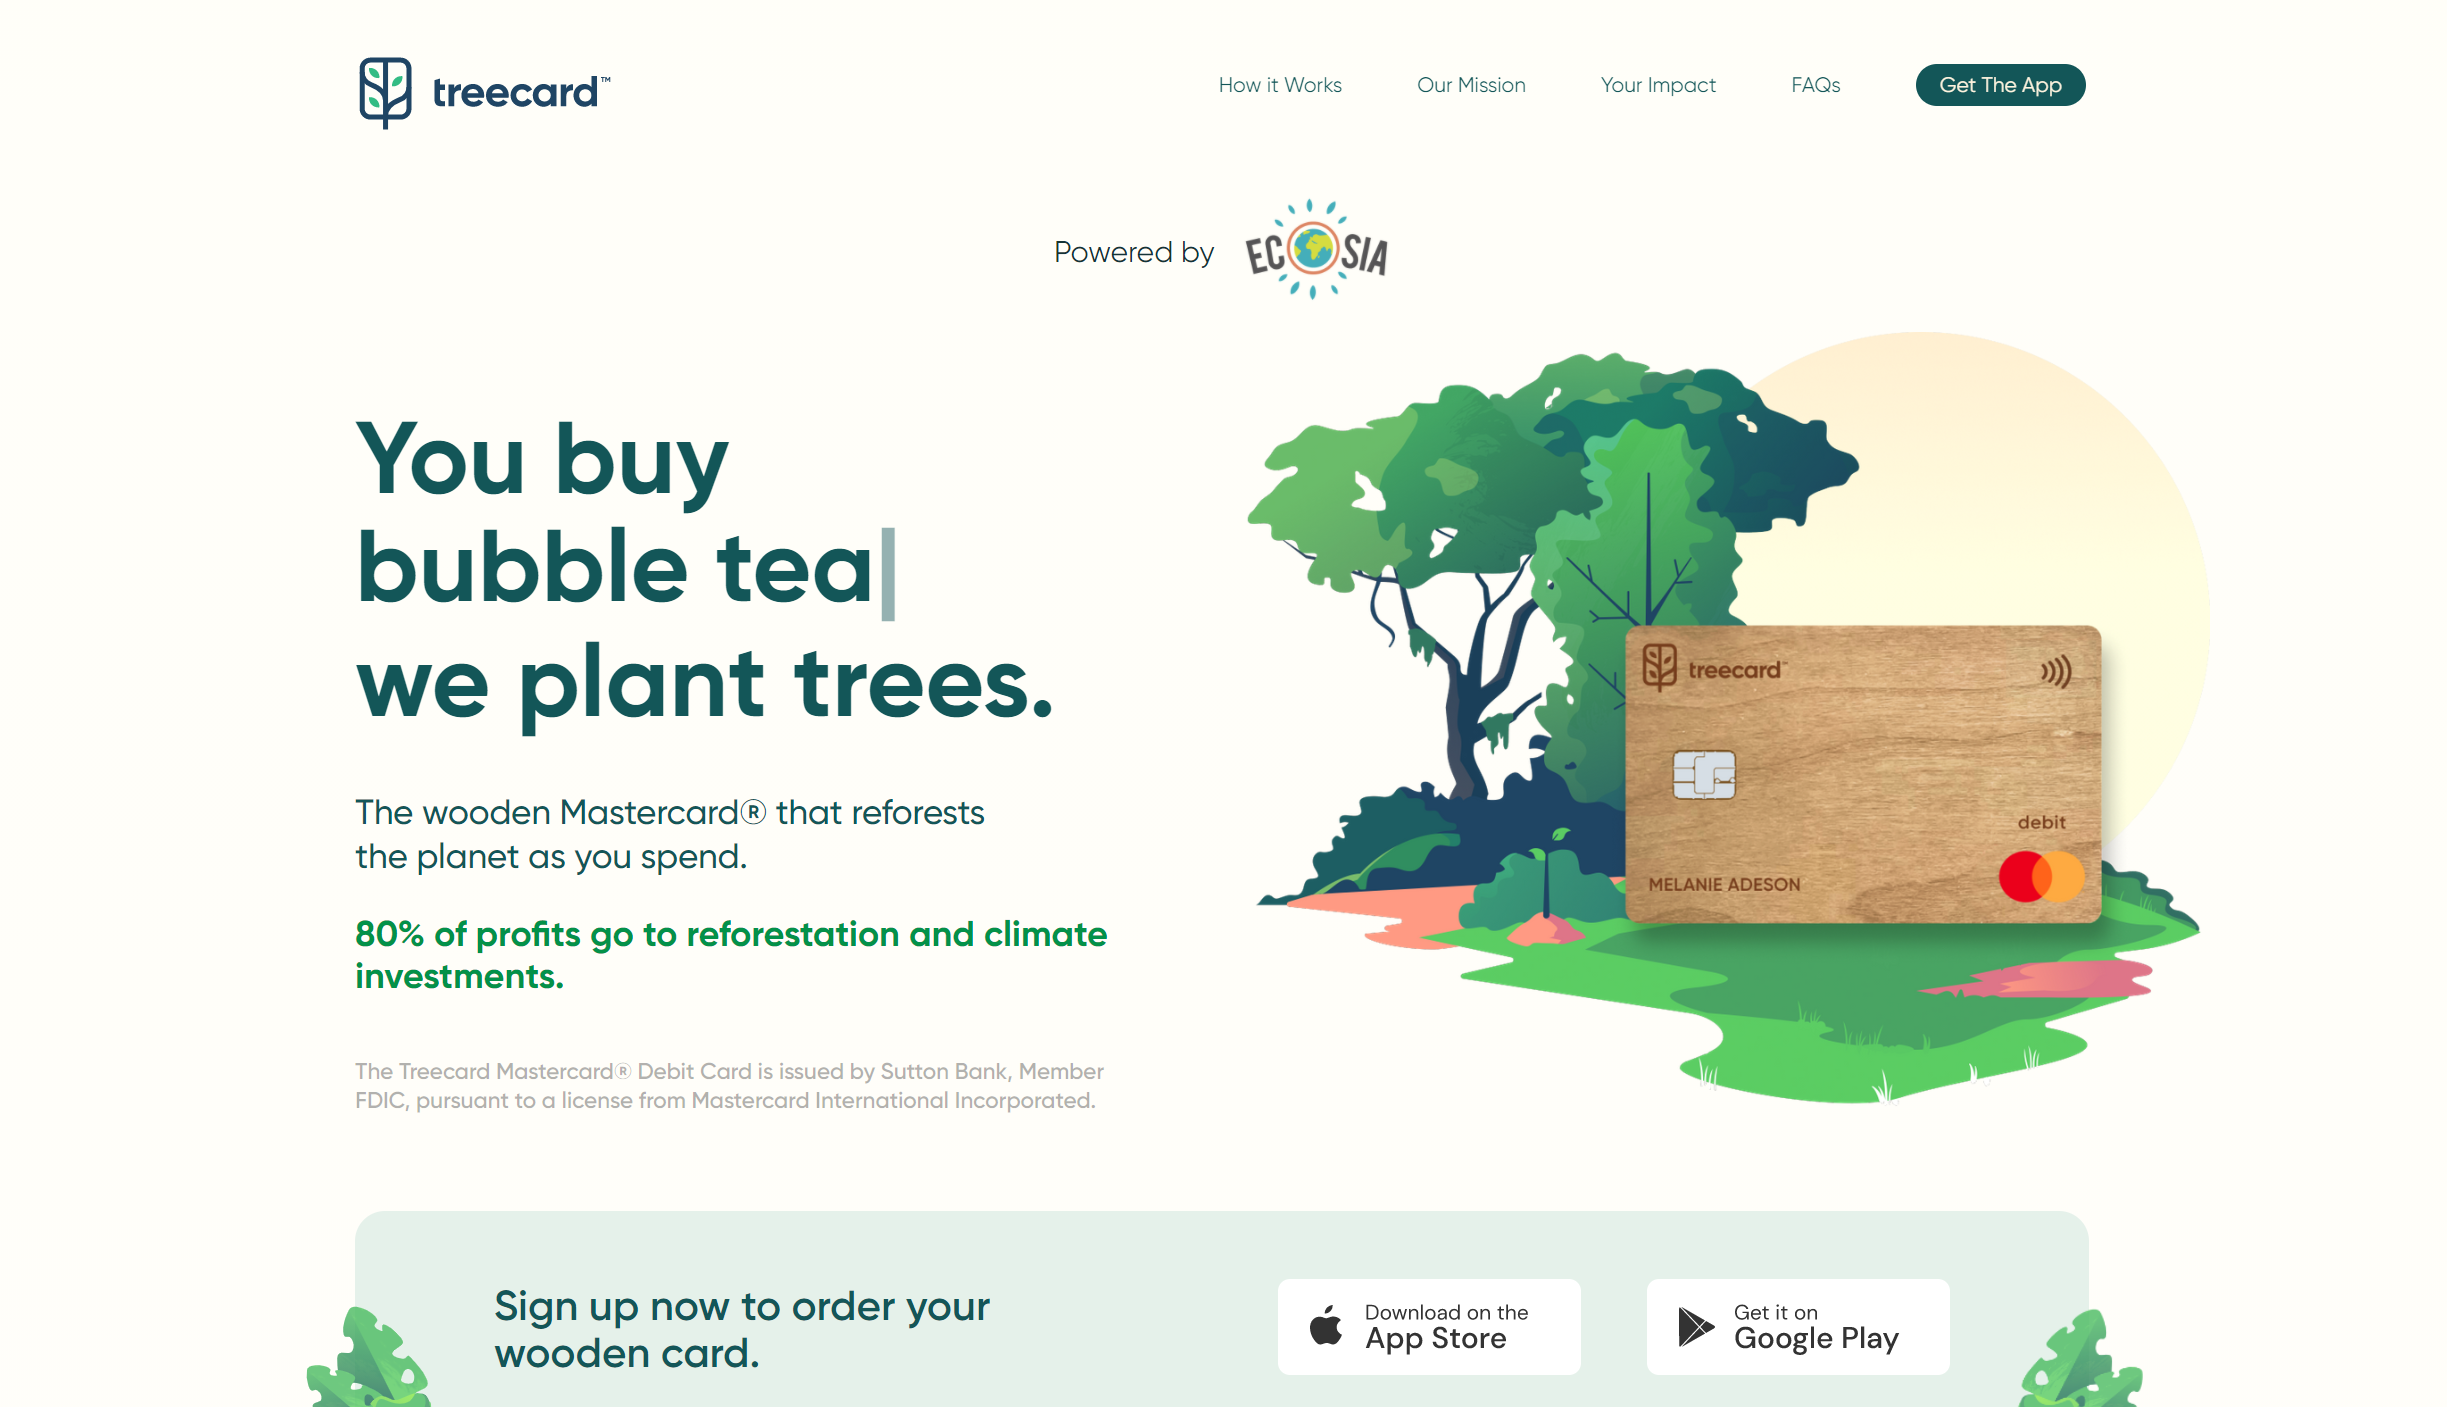 treecard™
How it Works
Our Mission
Your Impact
FAQs
Get The App
Powered by
ECOSIA
You buy
bubble tea
we plant trees.
The wooden Mastercard® that reforests
the planet as you spend.
80% of profits go to reforestation and climate
investments.
The Treecard Mastercard® Debit Card is issued by Sutton Bank, Member
FDIC, pursuant to a license from Mastercard International Incorporated.
treecard™
debit
MELANIE ADESON
Sign up now to order your
wooden card.
Download on the
App Store
Get it on
Google Play